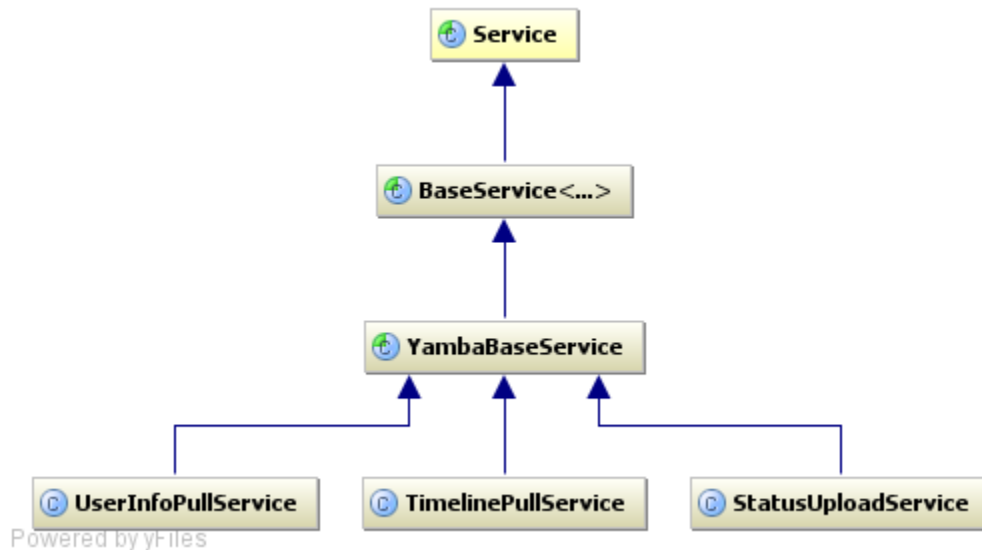 Service
BaseService<...>
YambaBaseService
UserInfoPullService
TimelinePullService
StatusUploadService
Powered by yFiles